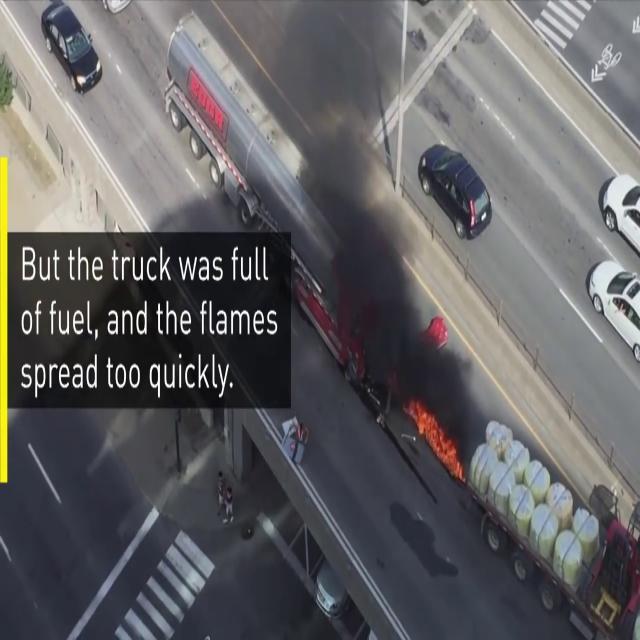 But the truck was full
of fuel, and the flames
spread too quickly.